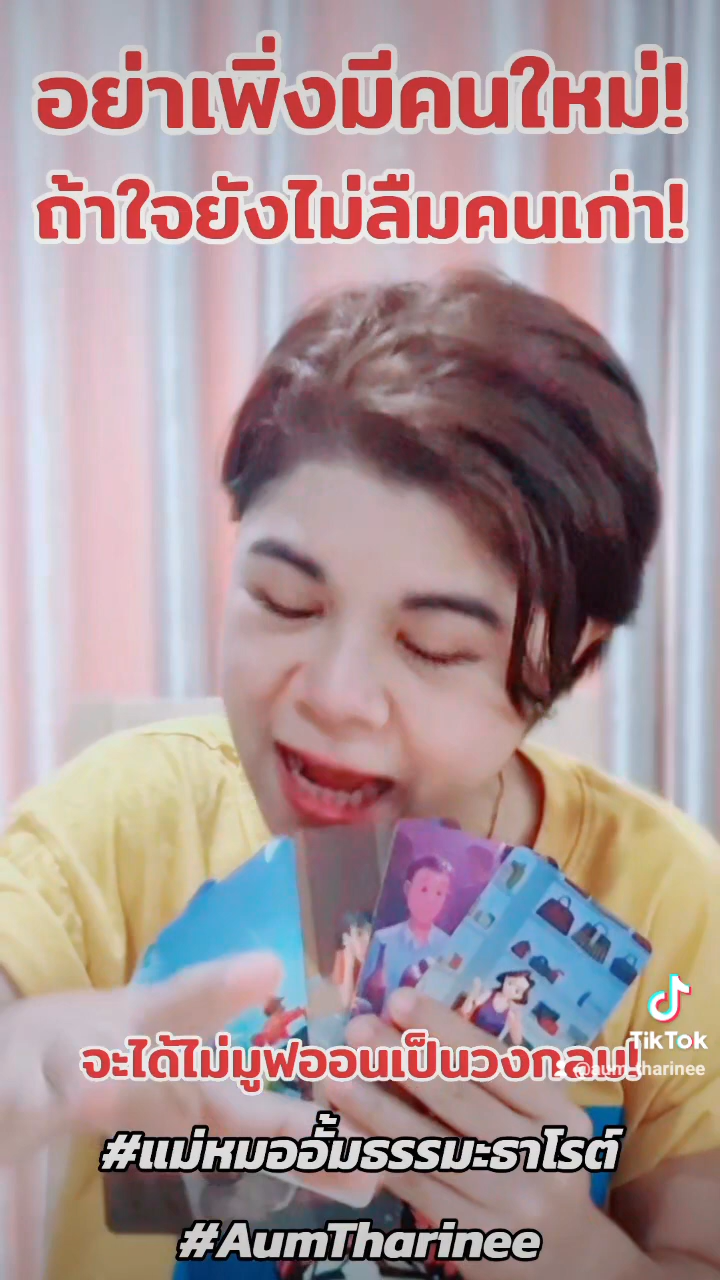 อย่าเพิ่งมีคนใหม่!
ถ้าใจยังไม่ลืมคนเก่า!
TikTok
จะได้ไม่มูฟออนเป็นวงกลม!
@aum_tharinee
#แม่หมออั้มธรรมะธาโรต์
#AumTharinee